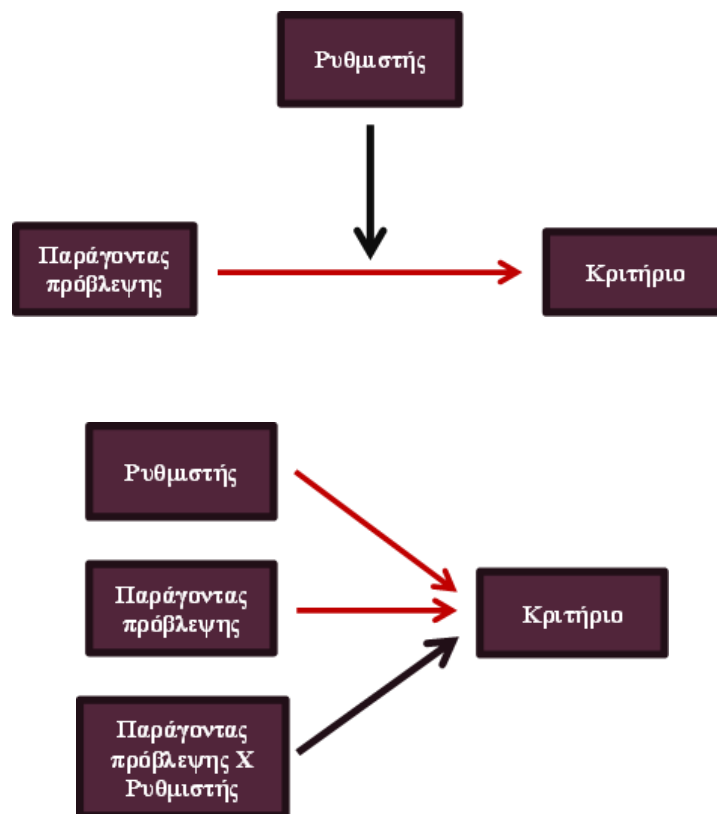 Ρυθμιστής
Παράγοντας
πρόβλεψης
Κριτήριο
Ρυθμιστής
Παράγοντας
πρόβλεψης
Κριτήριο
Παράγοντας
πρόβλεψης Χ
Ρυθμιστής